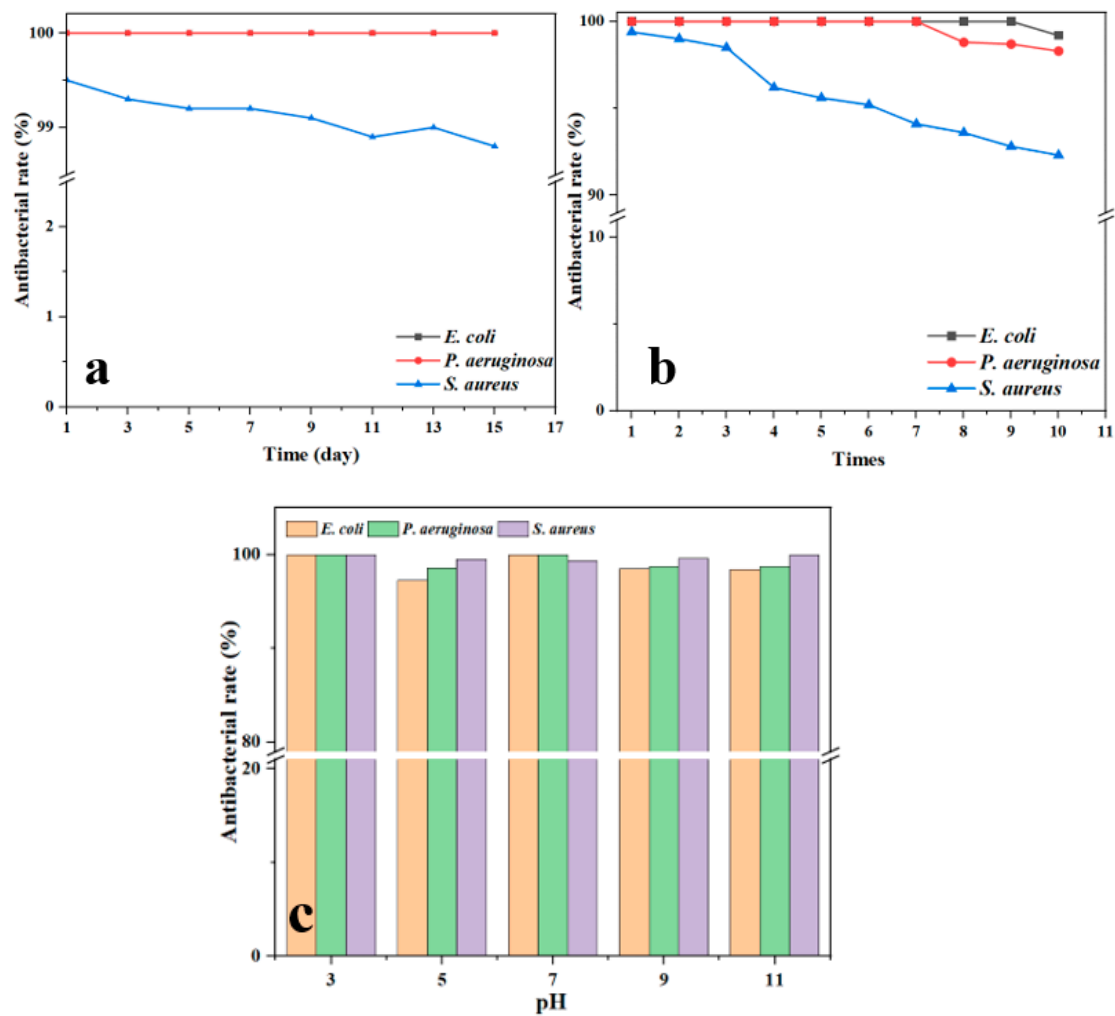 100
99
2
1
0
Antibacterial rate (%)
E. coli
P. aeruginosa
S. aureus
a
1 3 5 7 9 11 13 15 17
Time (day)
100
90
10
0
Antibacterial rate (%)
E. coli
P. aeruginosa
S. aureus
b
1 2 3 4 5 6 7 8 9 10 11
Times
E. coli P. aeruginosa S. aureus
100
80
20
0
Antibacterial rate (%)
c
3 5 7 9 11
pH